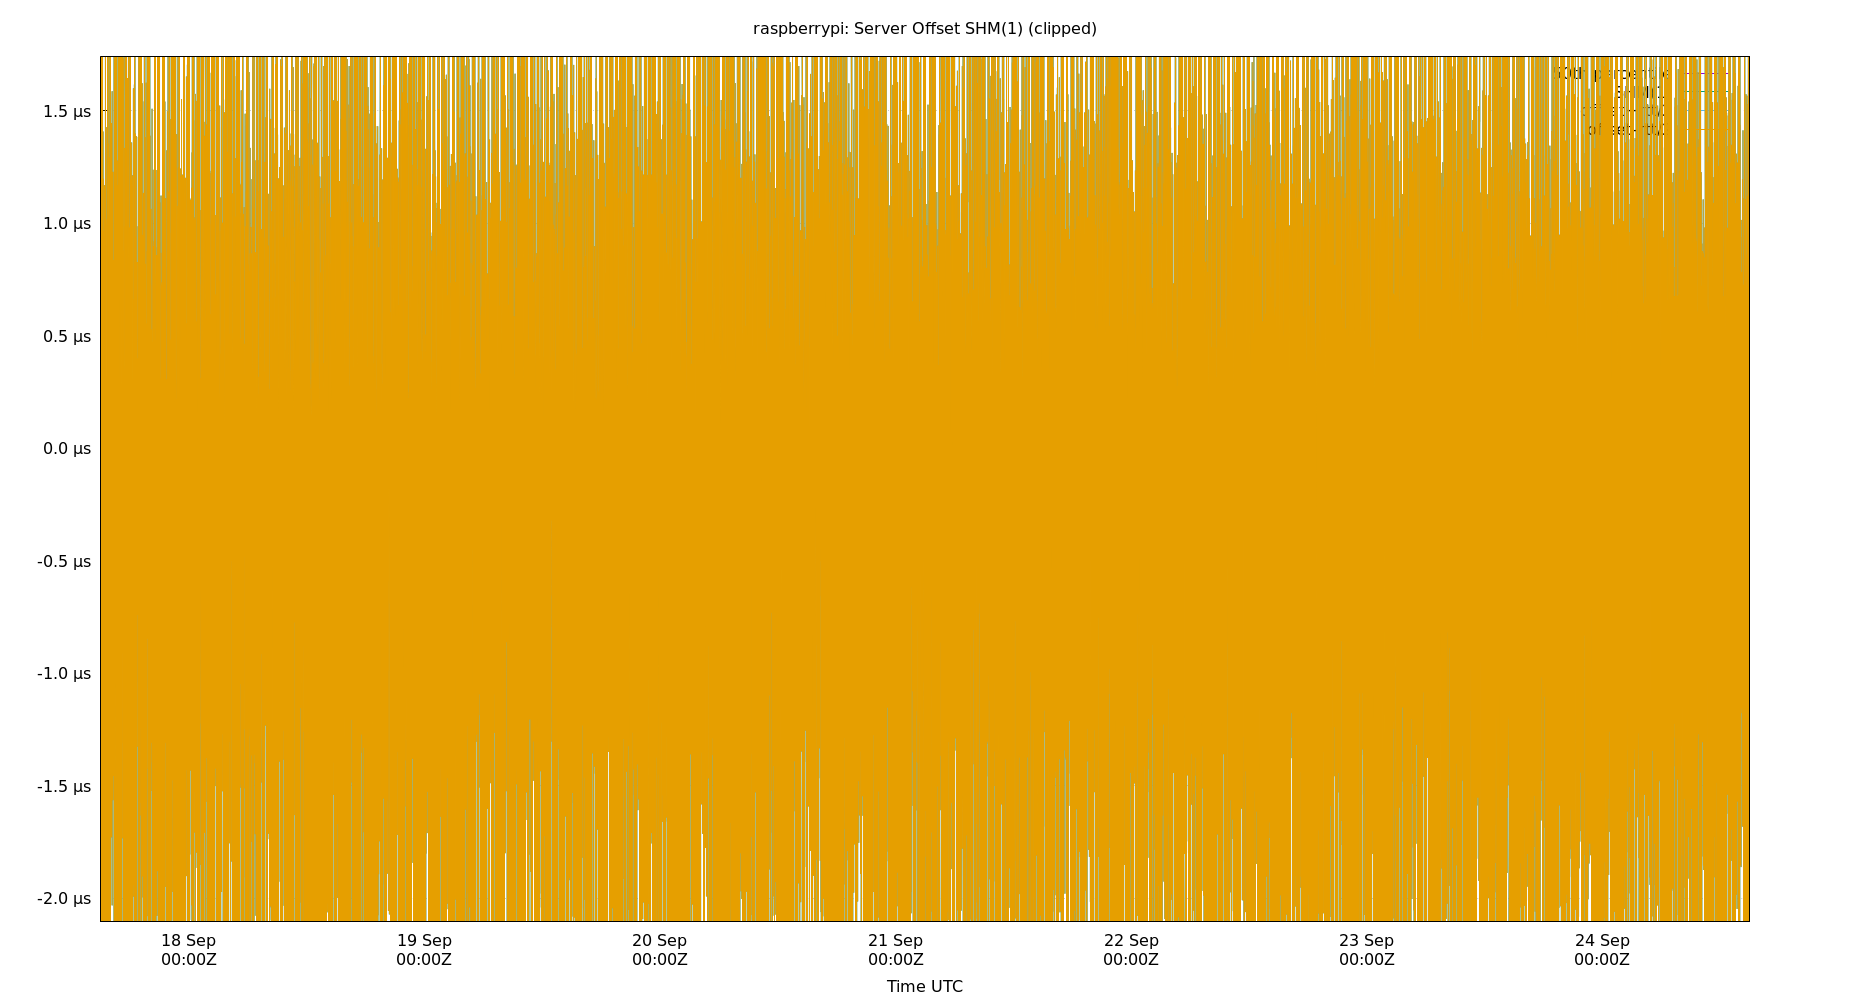 raspberrypi: Server Offset SHM(1) (clipped)
1.5 µs
1.0 µs
0.5 µs
0.0 µs
-0.5 µs
-1.0 µs
-1.5 µs
-2.0 µs
18 Sep 19 Sep 20 Sep 21 Sep 22 Sep 23 Sep 24 Sep
00:00Z 00:00Z 00:00Z 00:00Z 00:00Z 00:00Z 00:00Z
Time UTC